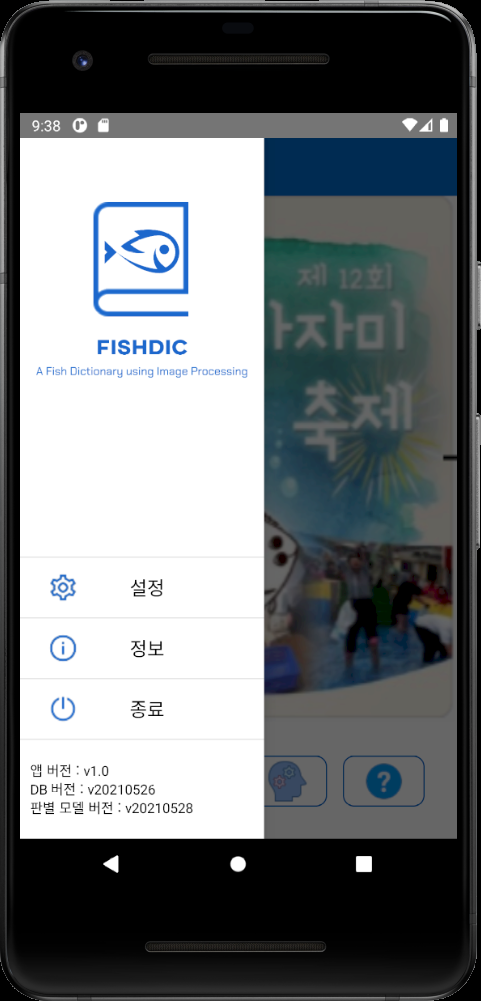 9:38
FISHDIC
A Fish Dictionary using Image Processing
제 12회
가자미
축제
설정
정보
종료
앱 버전 : v1.0
DB 버전 : v20210526
판별 모델 버전 : v20210528
?